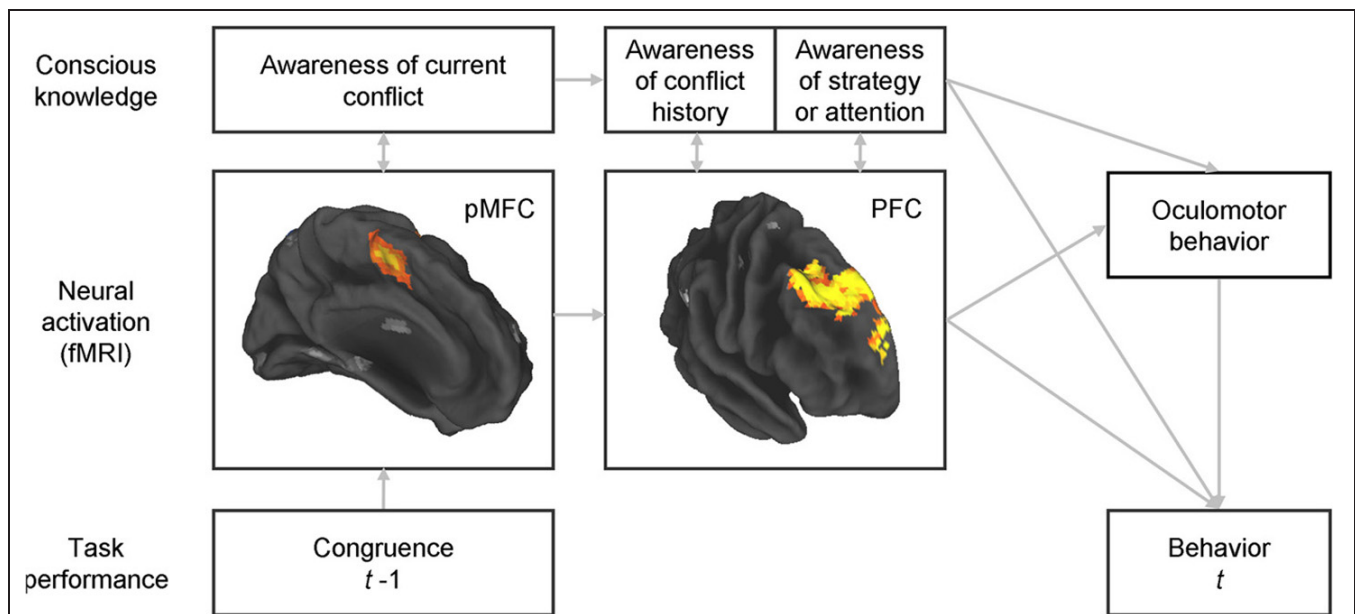 Conscious
knowledge
Awareness of current
conflict
Awareness
of conflict
history
Awareness
of strategy
or attention
Neural
activation
(fMRI)
pMFC
PFC
Oculomotor
behavior
Task
performance
Congruence
t -1
Behavior
t